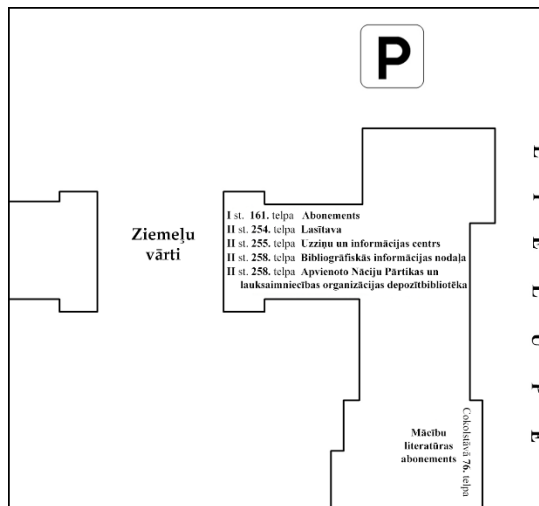 P
Ziemeļu
vārti
I st. 161. telpa Abonements
II st. 254. telpa Lasītava
II st. 255. telpa Uzziņu un informācijas centrs
II st. 258. telpa Bibliogrāfiskās informācijas nodaļa
II st. 258. telpa Apvienoto Nāciju Pārtikas un
lauksaimniecības organizācijas depozītbibliotēka
Mācību
literatūras
abonements
Cokolstāvā 76. telpa
LIELUPE